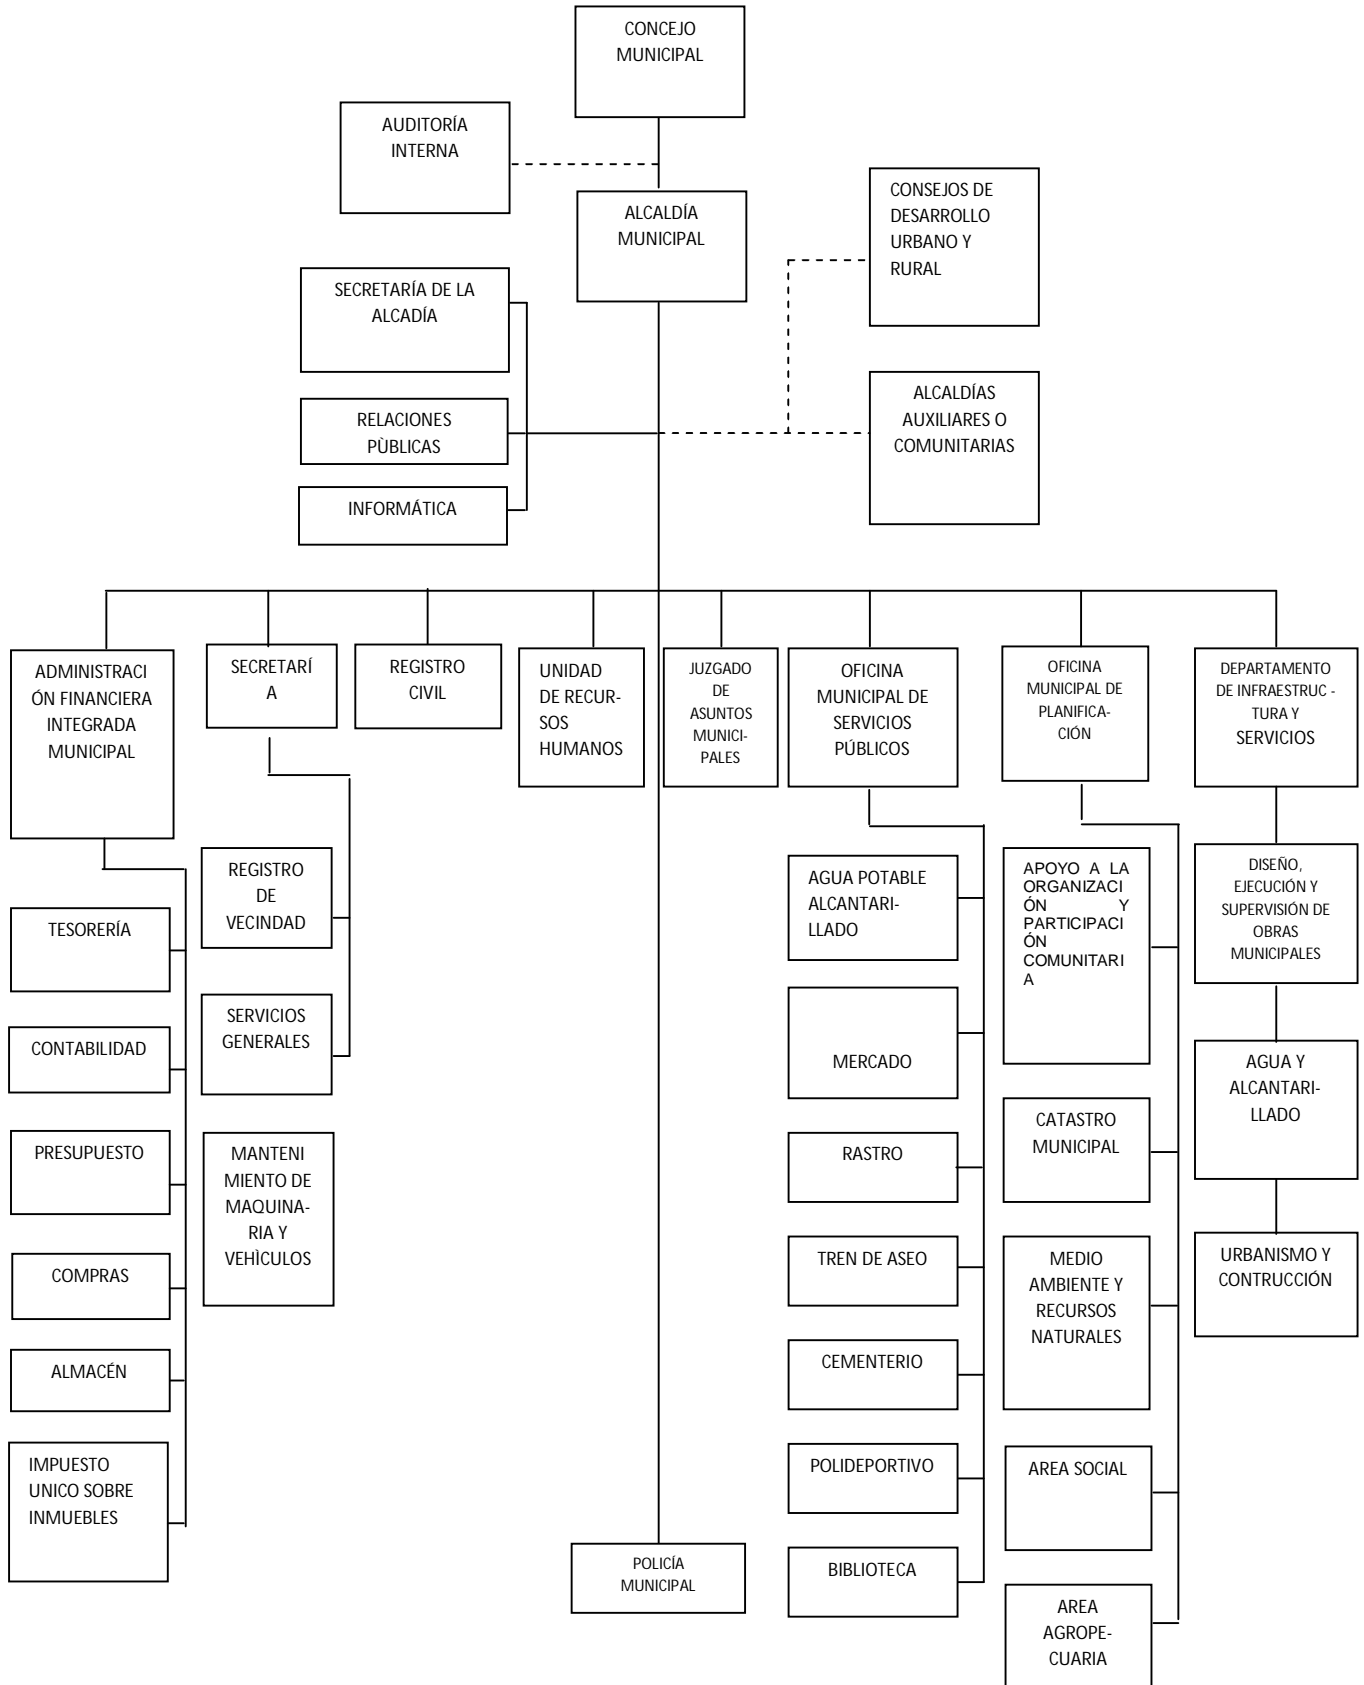 CONCEJO
MUNICIPAL
AUDITORÍA
INTERNA
ALCALDÍA
MUNICIPAL
CONSEJOS DE
DESARROLLO
URBANO Y
RURAL
SECRETARÍA DE LA
ALCADÍA
RELACIONES
PÙBLICAS
INFORMÁTICA
ALCALDÍAS
AUXILIARES O
COMUNITARIAS
ADMINISTRACI
ÓN FINANCIERA
INTEGRADA
MUNICIPAL
SECRETARÍ
A
REGISTRO
CIVIL
UNIDAD
DE RECUR-
SOS
HUMANOS
JUZGADO
DE
ASUNTOS
MUNICI-
PALES
OFICINA
MUNICIPAL DE
SERVICIOS
PÚBLICOS
OFICINA
MUNICIPAL DE
PLANIFICA-
CIÓN
DEPARTAMENTO
DE INFRAESTRUC -
TURA Y
SERVICIOS
TESORERÍA
CONTABILIDAD
PRESUPUESTO
COMPRAS
ALMACÉN
IMPUESTO
UNICO SOBRE
INMUEBLES
REGISTRO
DE
VECINDAD
SERVICIOS
GENERALES
MANTENI
MIENTO DE
MAQUINA-
RIA Y
VEHÌCULOS
POLICÍA
MUNICIPAL
AGUA POTABLE
ALCANTARI-
LLADO
MERCADO
RASTRO
TREN DE ASEO
CEMENTERIO
POLIDEPORTIVO
BIBLIOTECA
APOYO A LA
ORGANIZACI
ÓN Y
PARTICIPACI
ÓN
COMUNITARI
A
CATASTRO
MUNICIPAL
MEDIO
AMBIENTE Y
RECURSOS
NATURALES
AREA SOCIAL
AREA
AGROPE-
CUARIA
DISEÑO,
EJECUCIÓN Y
SUPERVISIÓN DE
OBRAS
MUNICIPALES
AGUA Y
ALCANTARI-
LLADO
URBANISMO Y
CONTRUCCIÓN